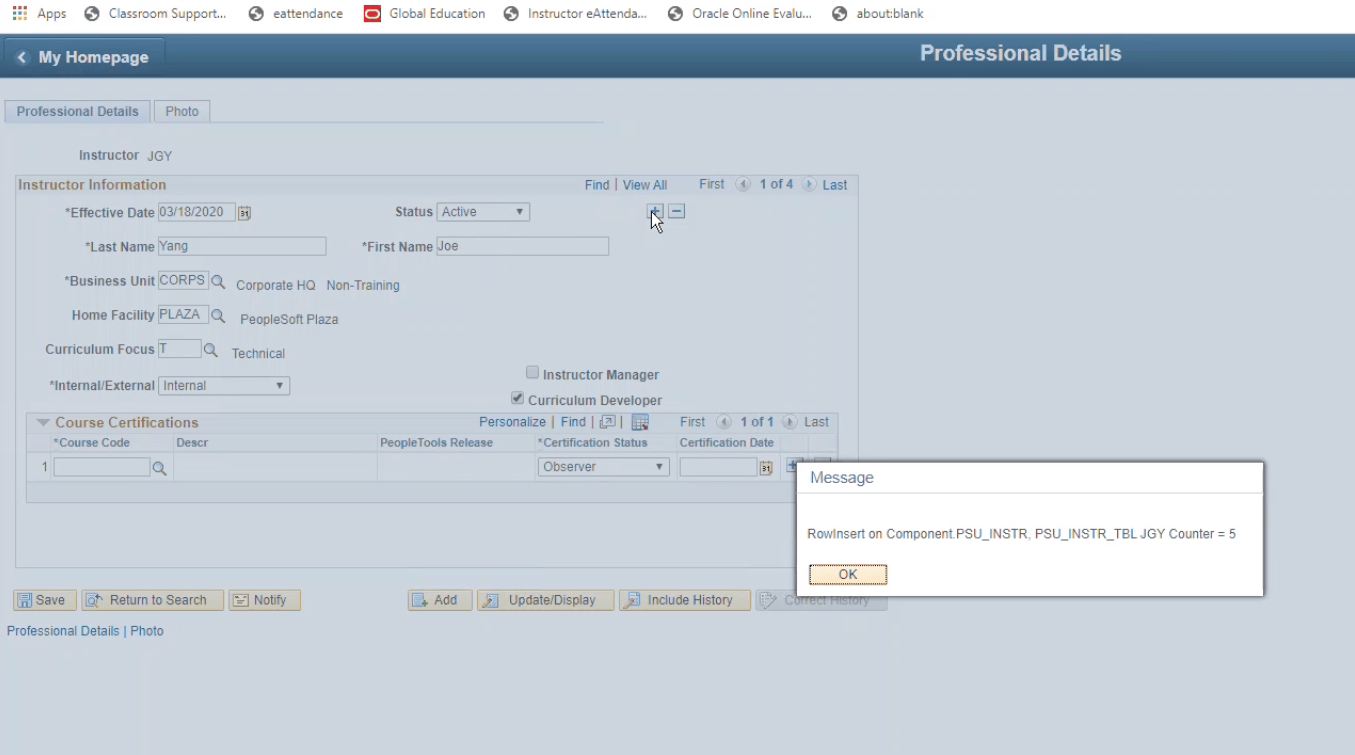 Apps Classroom Support... eattendance Global Education Instructor eAttenda... Oracle Online Evalu... about:blank
My Homepage Professional Details
Professional Details Photo
Instructor JGY
Instructor Information Find | View All First 1 of 4 Last
*Effective Date 03/18/2020 31 Status Active
*Last Name Yang *First Name Joe
*Business Unit CORPS Corporate HQ Non-Training
Home Facility PLAZA PeopleSoft Plaza
Curriculum Focus T Technical
*Internal/External Internal Instructor Manager
Curriculum Developer
Course Certifications Personalize | Find | | First 1 of 1 Last
*Course Code Descr PeopleTools Release *Certification Status Certification Date
1 Observer 31
Message
RowInsert on Component.PSU_INSTR, PSU_INSTR_TBL JGY Counter = 5
OK
Save Return to Search Notify Add Update/Display Include History Correct History
Professional Details | Photo